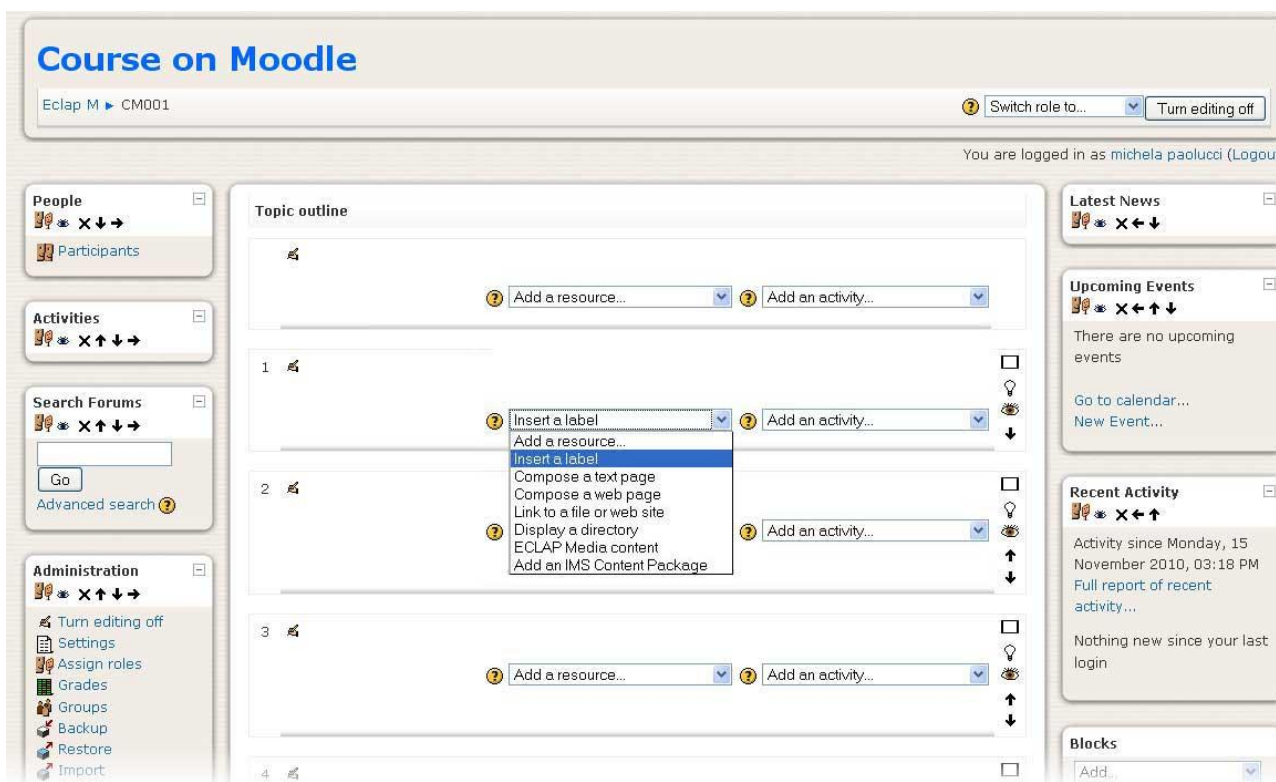 Course on Moodle
Eclap M ► CM001
Switch role to...
Turn editing off
You are logged in as michela paolucci (Logou
People
Participants
Activities
Search Forums
Go
Advanced search
Administration
Turn editing off
Settings
Assign roles
Grades
Groups
Backup
Restore
Import
Topic outline
Add a resource...
Add an activity...
1
Insert a label
Add an activity...
Add a resource...
Insert a label
Compose a text page
Compose a web page
Link to a file or web site
Display a directory
ECLAP Media content
Add an IMS Content Package
2
Add an activity...
3
Add a resource...
Add an activity...
4
Latest News
Upcoming Events
There are no upcoming
events
Go to calendar...
New Event...
Recent Activity
Activity since Monday, 15
November 2010, 03:18 PM
Full report of recent
activity...
Nothing new since your last
login
Blocks
Add...